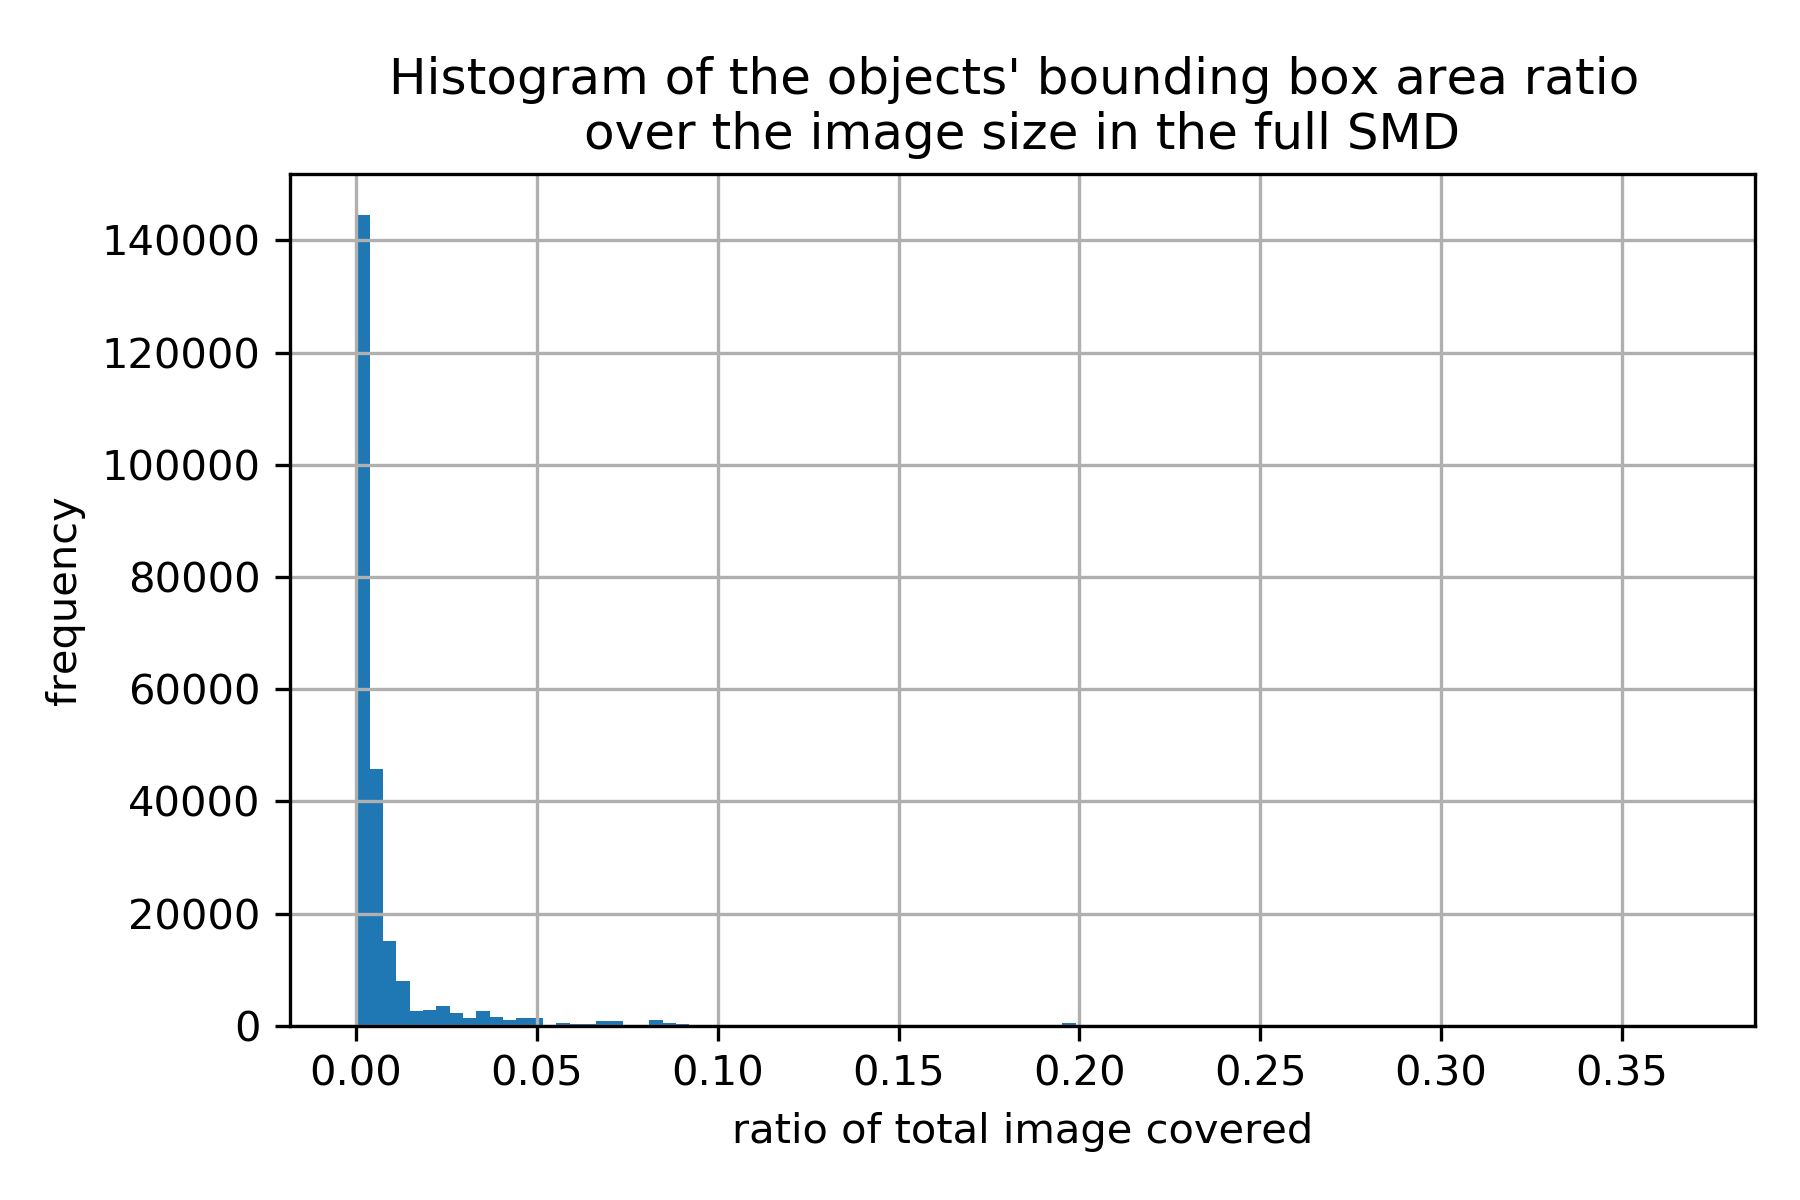 Histogram of the objects' bounding box area ratio
over the image size in the full SMD
140000
120000
100000
80000
60000
40000
20000
0
frequency
0.00 0.05 0.10 0.15 0.20 0.25 0.30 0.35
ratio of total image covered